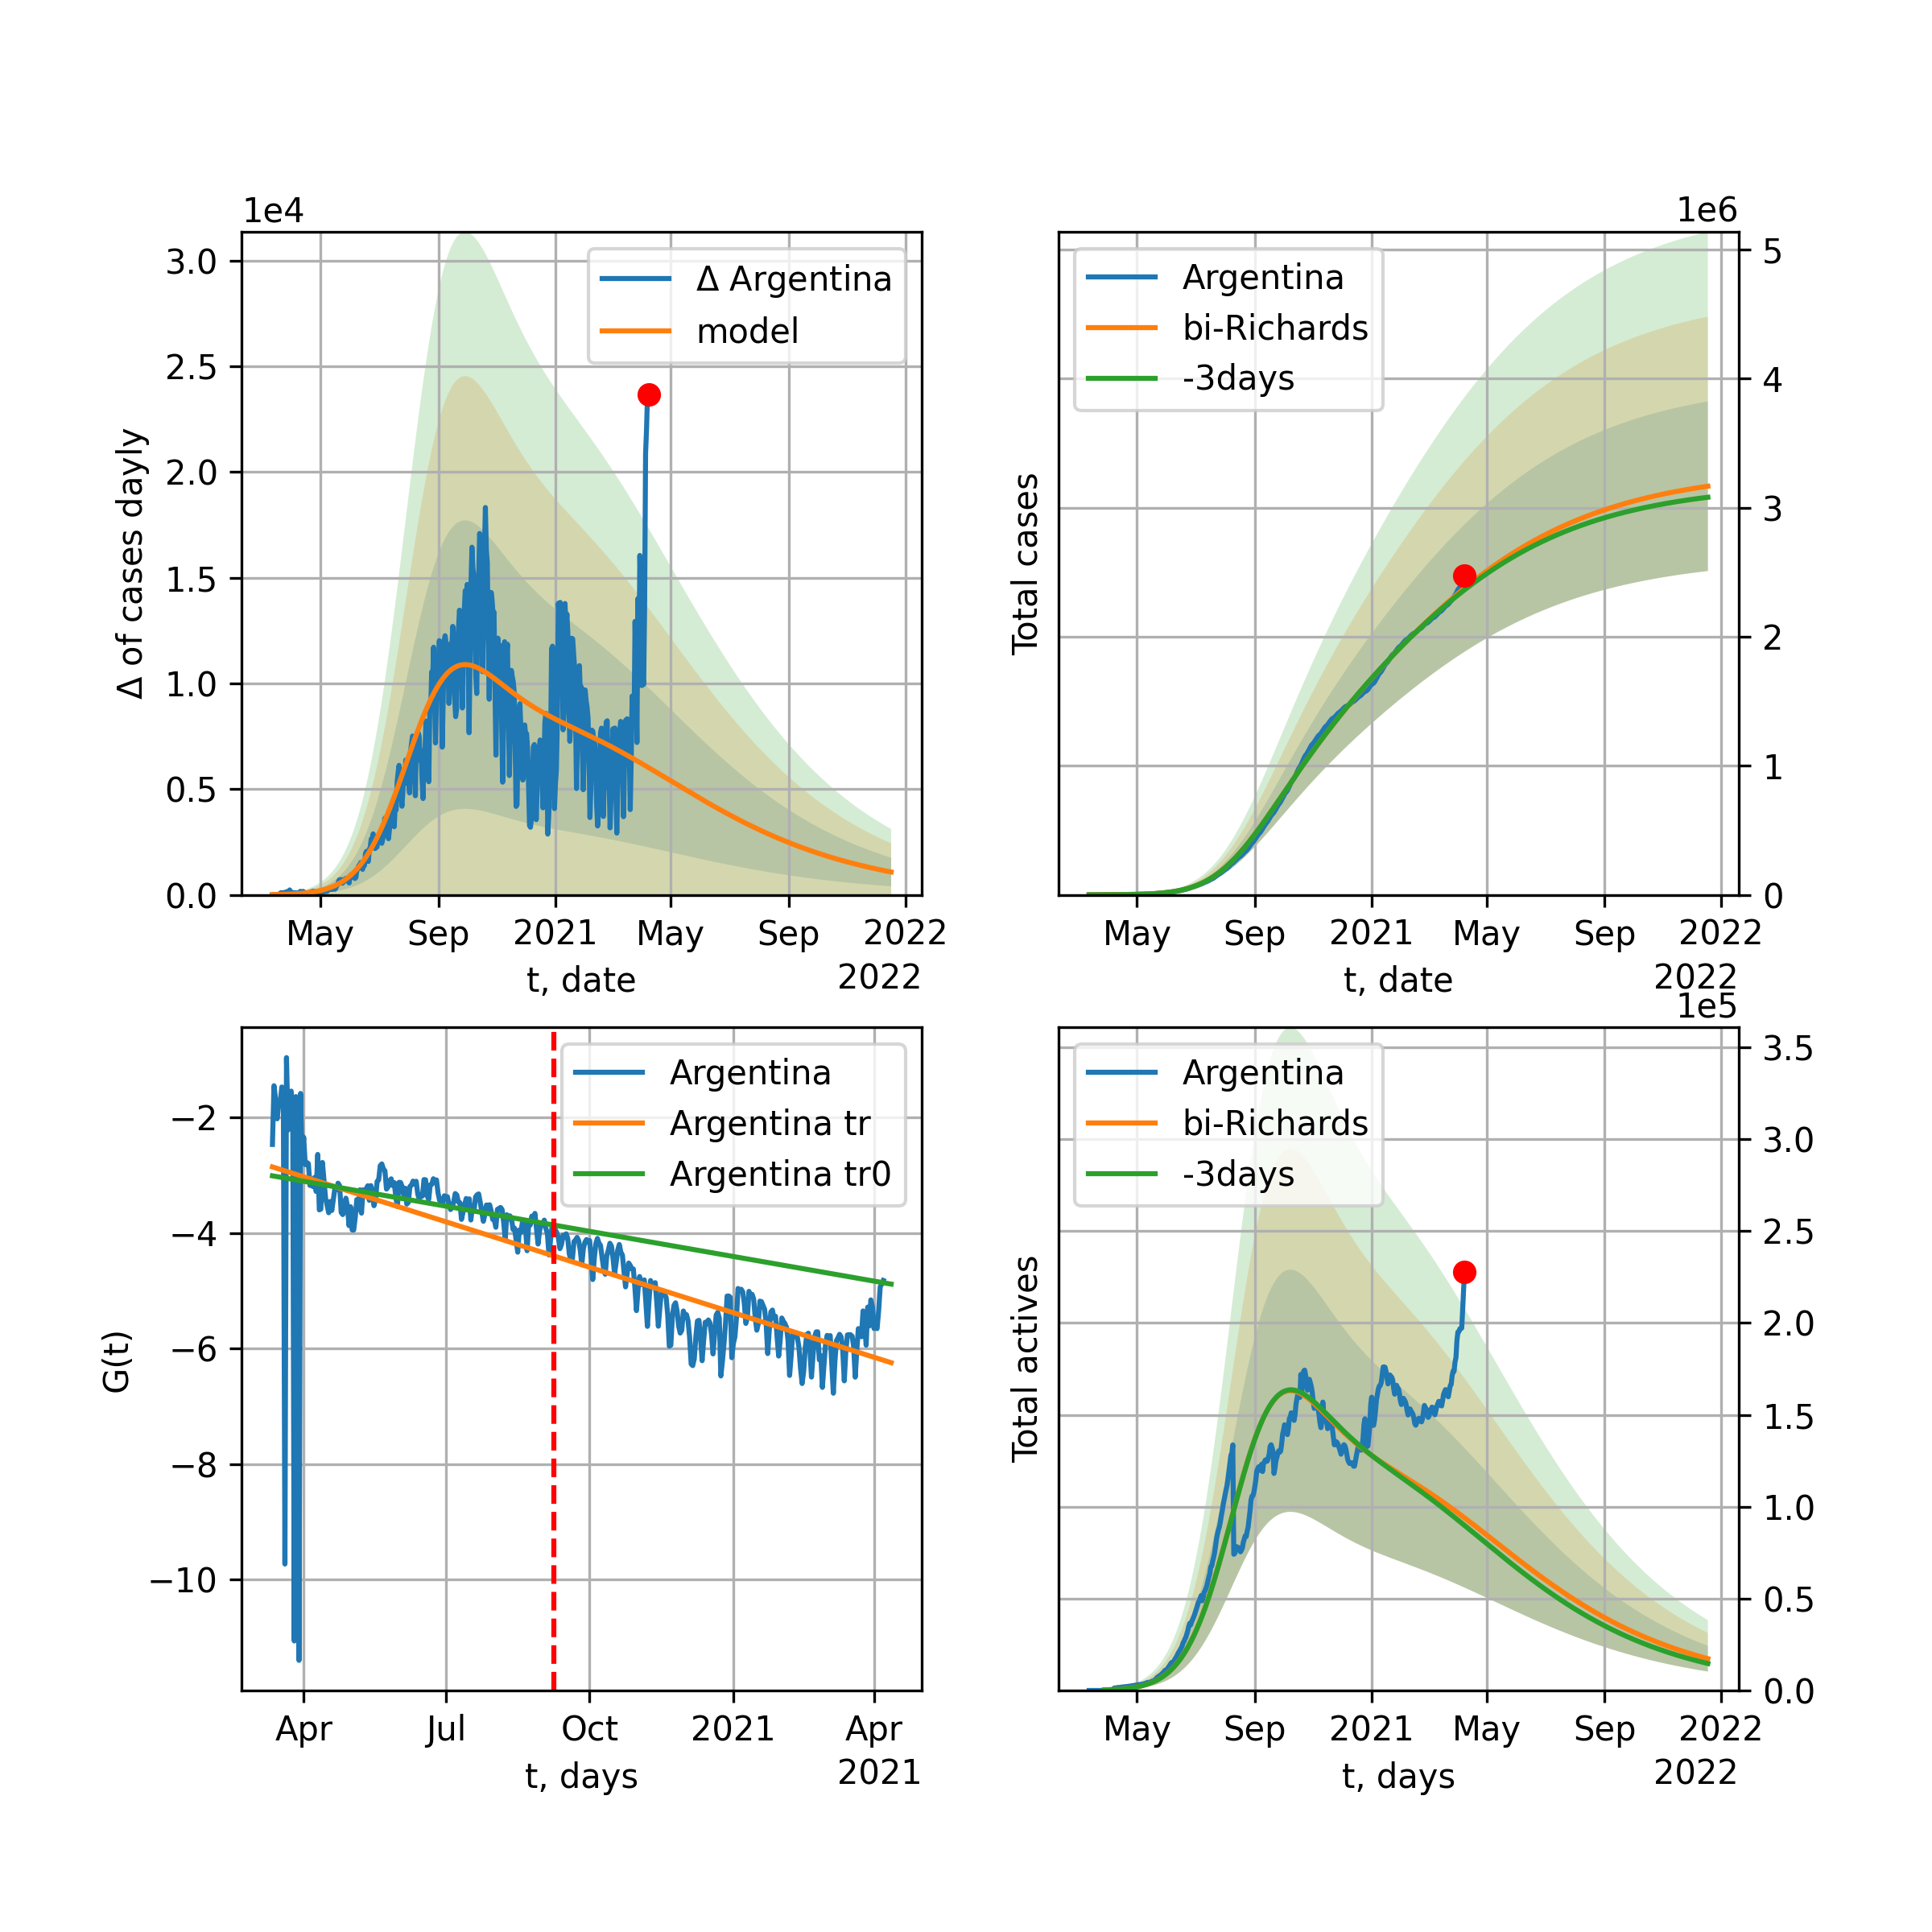 1e4
3.0
2.5
2.0
1.5
1.0
0.5
0.0
Δ of cases dayly
Δ Argentina
model
May Sep 2021 May Sep 2022
t, date 2022
1e6
Argentina
bi-Richards
-3days
5
4
3
2
1
0
Total cases
May Sep 2021 May Sep 2022
t, date 2022
−2
−4
−6
−8
−10
G(t)
Argentina
Argentina tr
Argentina tr0
Apr Jul Oct 2021 Apr
t, days 2021
1e5
Argentina
bi-Richards
-3days
3.5
3.0
2.5
2.0
1.5
1.0
0.5
0.0
Total actives
May Sep 2021 May Sep 2022
t, days 2022